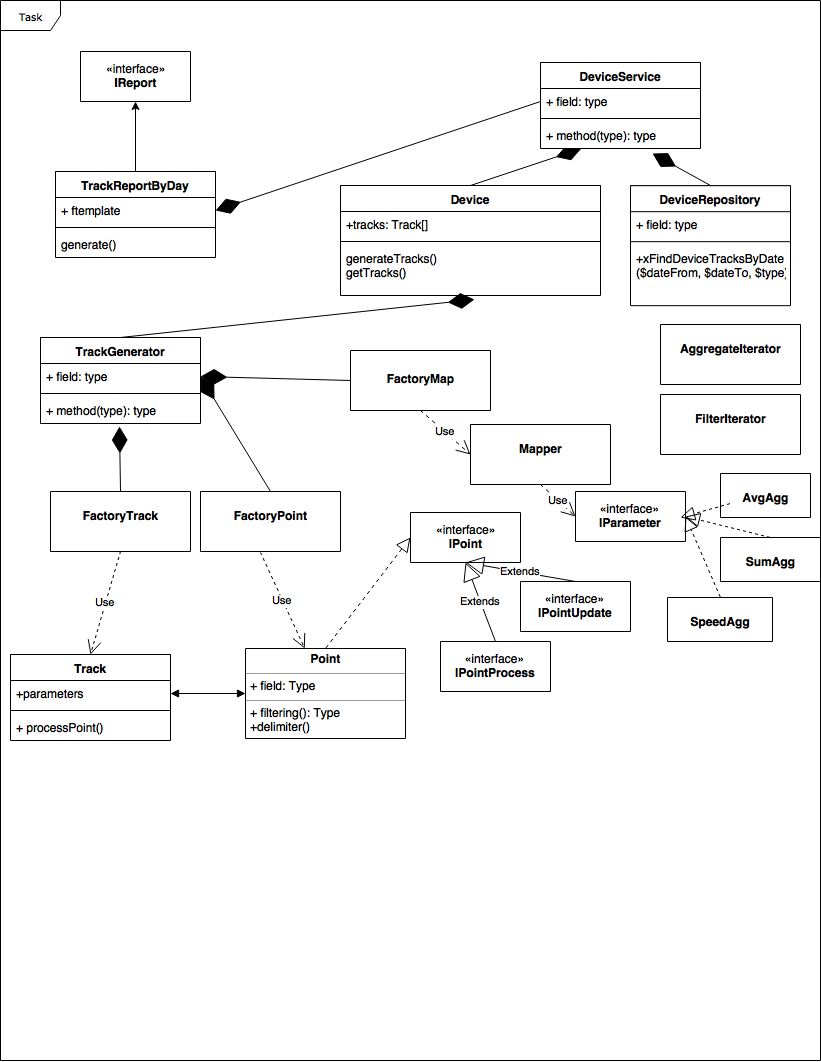 Task
«interface»
IReport
DeviceService
+ field: type
+ method(type): type
TrackReportByDay
+ ftemplate
generate()
Device
+tracks: Track[]
generateTracks()
getTracks()
DeviceRepository
+ field: type
+xFindDeviceTracksByDate
($dateFrom, $dateTo, $type)
TrackGenerator
+ field: type
+ method(type): type
FactoryMap
AggregateIterator
FilterIterator
Use
Mapper
Use
FactoryTrack
FactoryPoint
«interface»
IPoint
«interface»
IParameter
AvgAgg
SumAgg
SpeedAgg
Extends
Extends
«interface»
IPointUpdate
«interface»
IPointProcess
Use
Use
Track
+parameters
+ processPoint()
Point
+ field: Type
+ filtering(): Type
+delimiter()